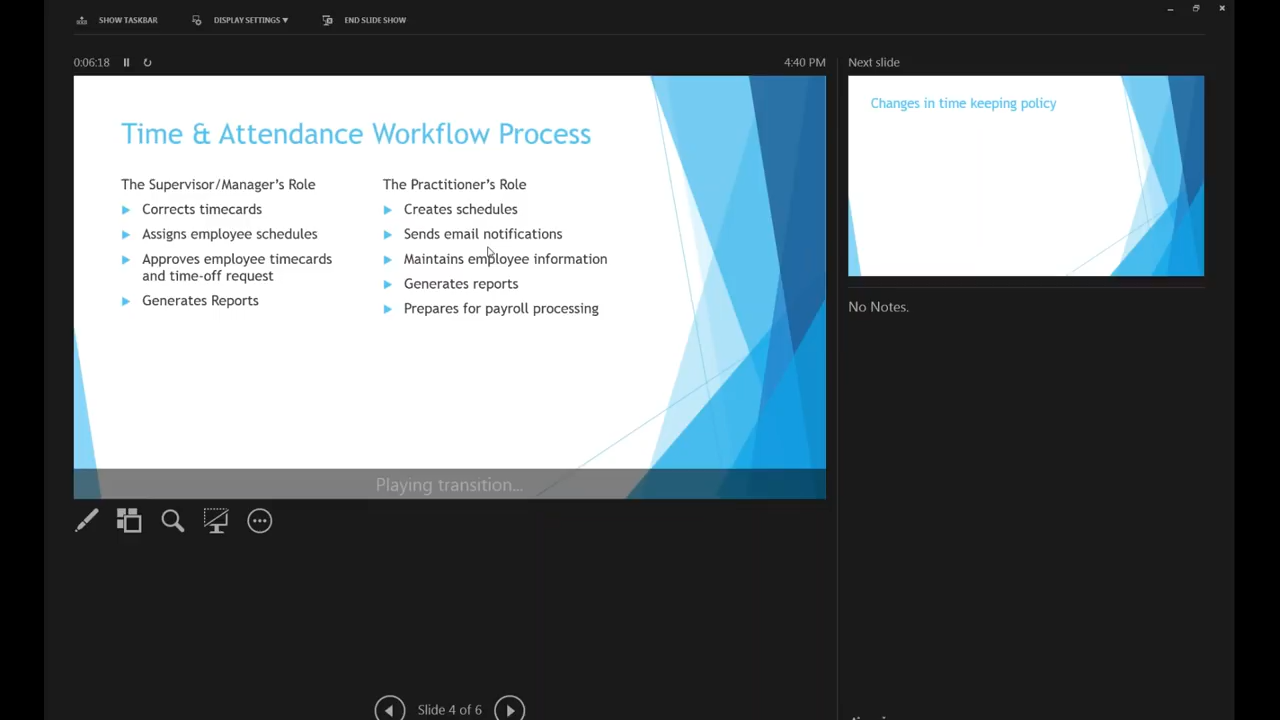 SHOW TASKBAR
DISPLAY SETTINGS
END SLIDE SHOW
0:06:18
4:40 PM
Next slide
Time & Attendance Workflow Process
The Supervisor/Manager's Role
Corrects timecards
Assigns employee schedules
Approves employee timecards
and time-off request
Generates Reports
The Practitioner's Role
Creates schedules
Sends email notifications
Maintains employee information
Generates reports
Prepares for payroll processing
Playing transition...
Changes in time keeping policy
No Notes.
Slide 4 of 6